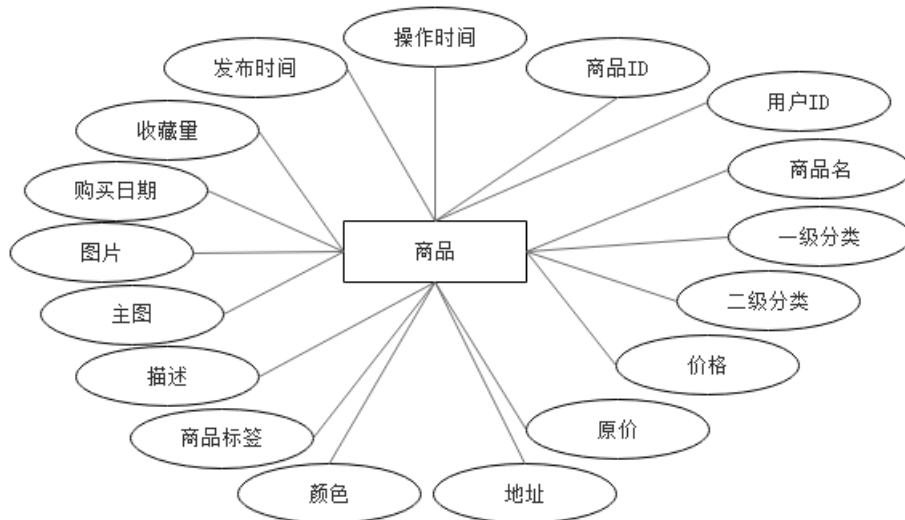 操作时间
发布时间
商品ID
用户ID
收藏量
商品名
购买日期
一级分类
商品
图片
二级分类
主图
价格
描述
原价
商品标签
颜色
地址